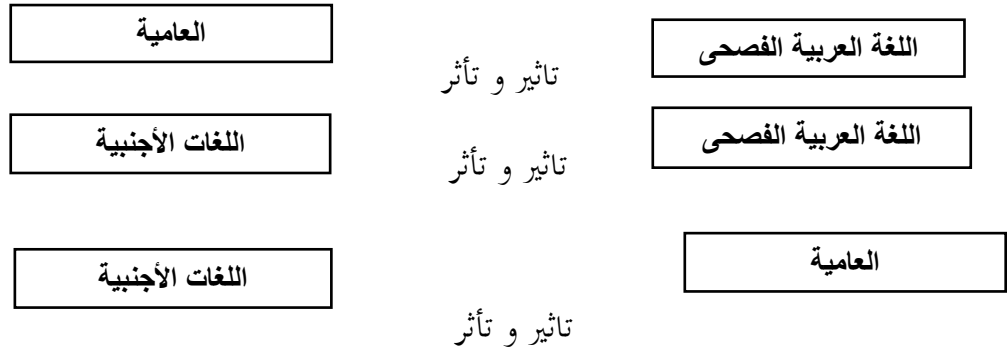 اللغة العربية الفصحى تاثير و تأثر العامية
اللغة العربية الفصحى تاثير و تأثر اللغات الأجنبية
العامية تاثير و تأثر اللغات الأجنبية